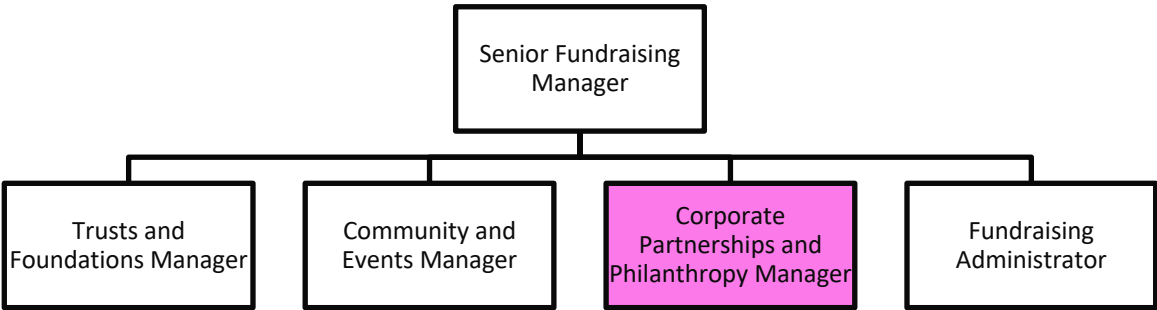 Senior Fundraising
Manager
Trusts and
Foundations Manager
Community and
Events Manager
Corporate
Partnerships and
Philanthropy Manager
Fundraising
Administrator